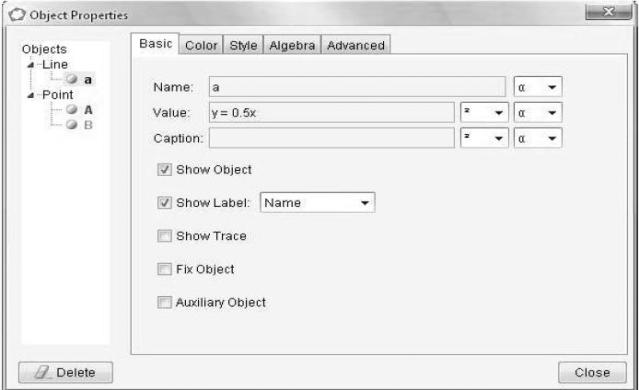 Object Properties
Objects
Line
a
Point
A
B
Basic Color Style Algebra Advanced
Name: a α
Value: y = 0.5x ² α
Caption: ² α
Show Object
Show Label: Name
Show Trace
Fix Object
Auxiliary Object
Delete
Close